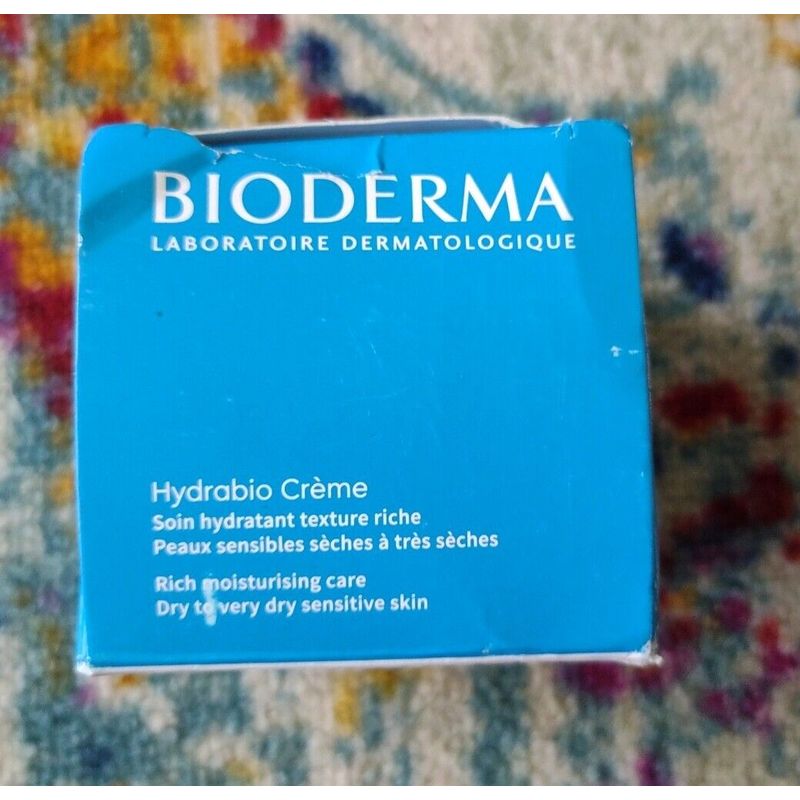 BIODERMA
LABORATOIRE DERMATOLOGIQUE
Hydrabio Crème
Soin hydratant texture riche
Peaux sensibles sèches à très sèches
Rich moisturising care
Dry to very dry sensitive skin